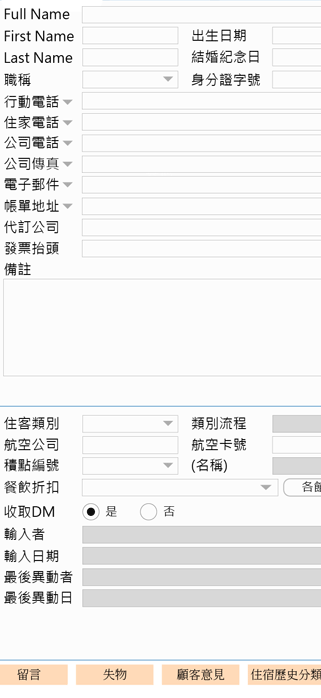 Full Name
First Name 出生日期
Last Name 結婚紀念日
職稱 身分證字號
行動電話
住家電話
公司電話
公司傳真
電子郵件
帳單地址
代訂公司
發票抬頭
備註
住客類別 類別流程
航空公司 航空卡號
積點編號 (名稱)
餐飲折扣 各館
收取DM 是 否
輸入者
輸入日期
最後異動者
最後異動日
留言 失物 顧客意見 住宿歷史分類